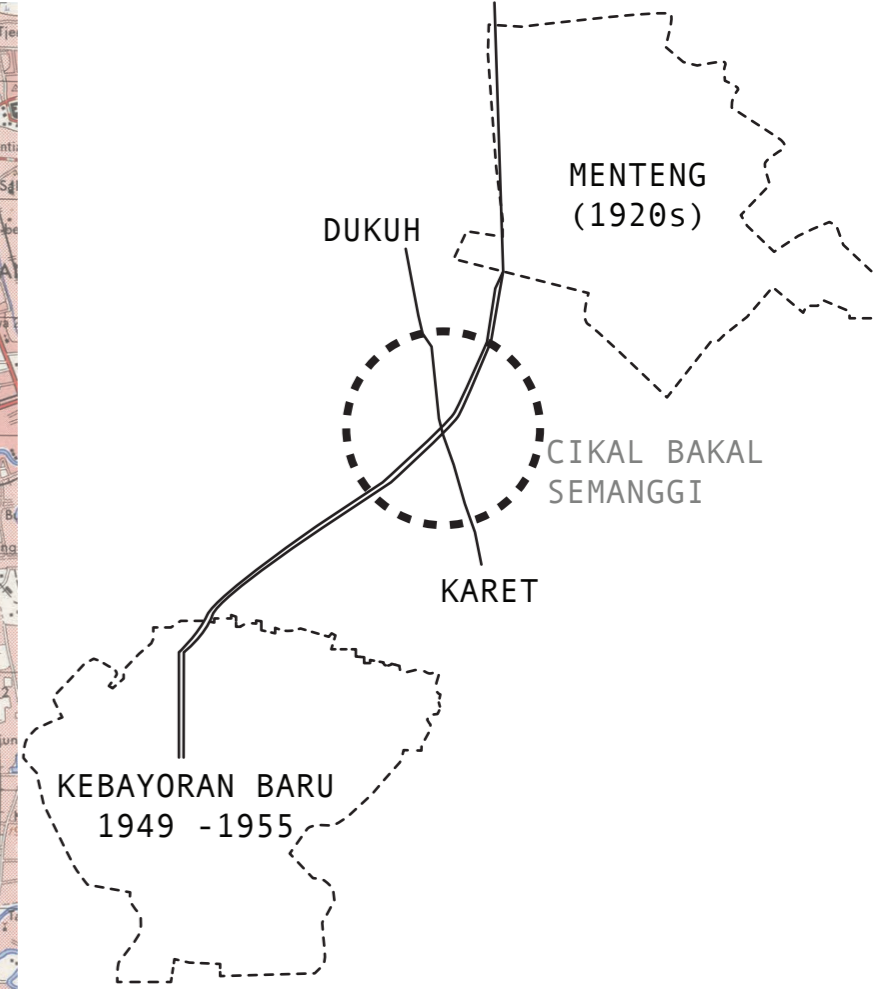 MENTENG
(1920s)
DUKUH
CIKAL BAKAL
SEMANGGI
KARET
KEBAYORAN BARU
1949 -1955